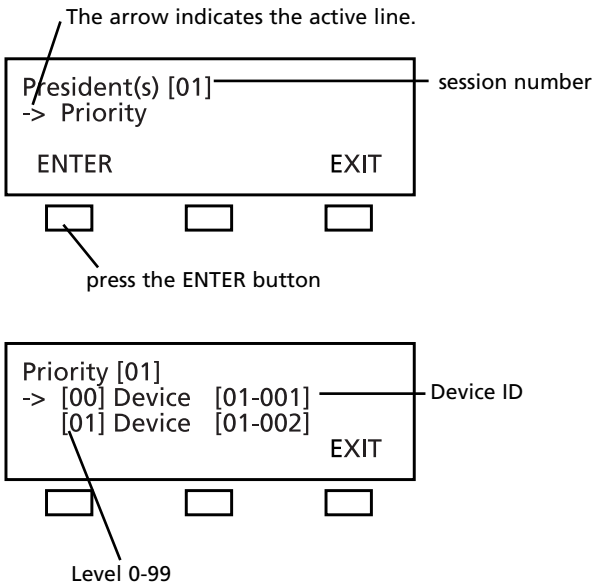 The arrow indicates the active line.
President(s) [01]
session number
-> Priority
ENTER EXIT
press the ENTER button
Priority [01]
-> [00] Device [01-001]
Device ID
[01] Device [01-002]
EXIT
Level 0-99